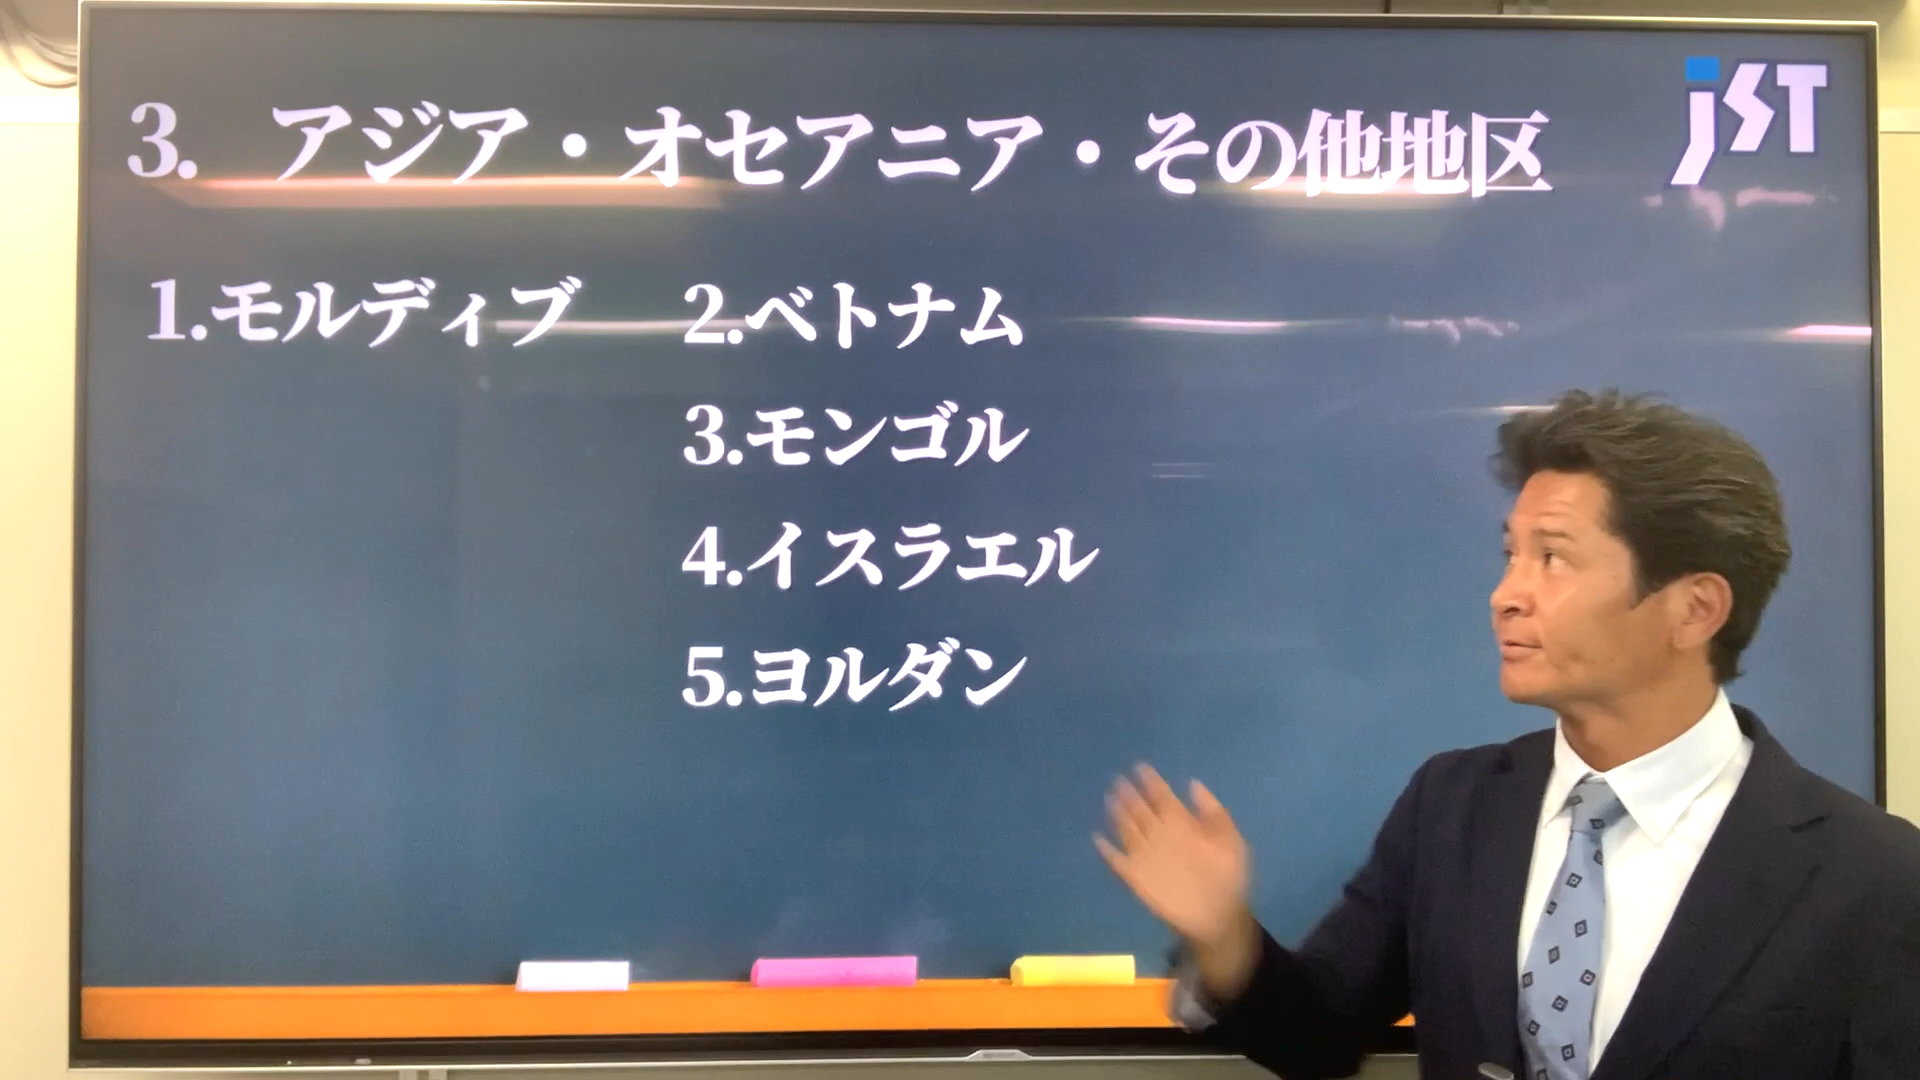 3. アジア・オセアニア・その他地区
jST
1.モルディブ 2.ベトナム
3.モンゴル
4.イスラエル
5.ヨルダン